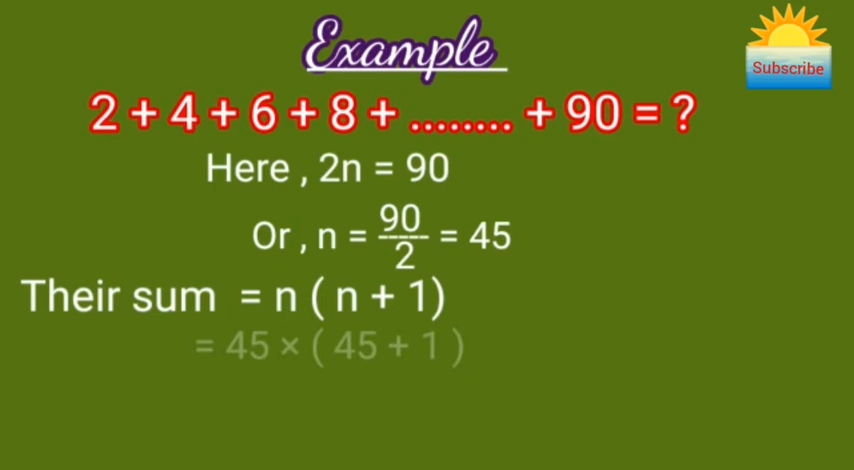 Example
Subscribe
2 + 4 + 6 + 8 + ........ + 90 = ?
Here , 2n = 90
Or , n = 90/2 = 45
Their sum = n ( n + 1)
= 45 × ( 45 + 1 )